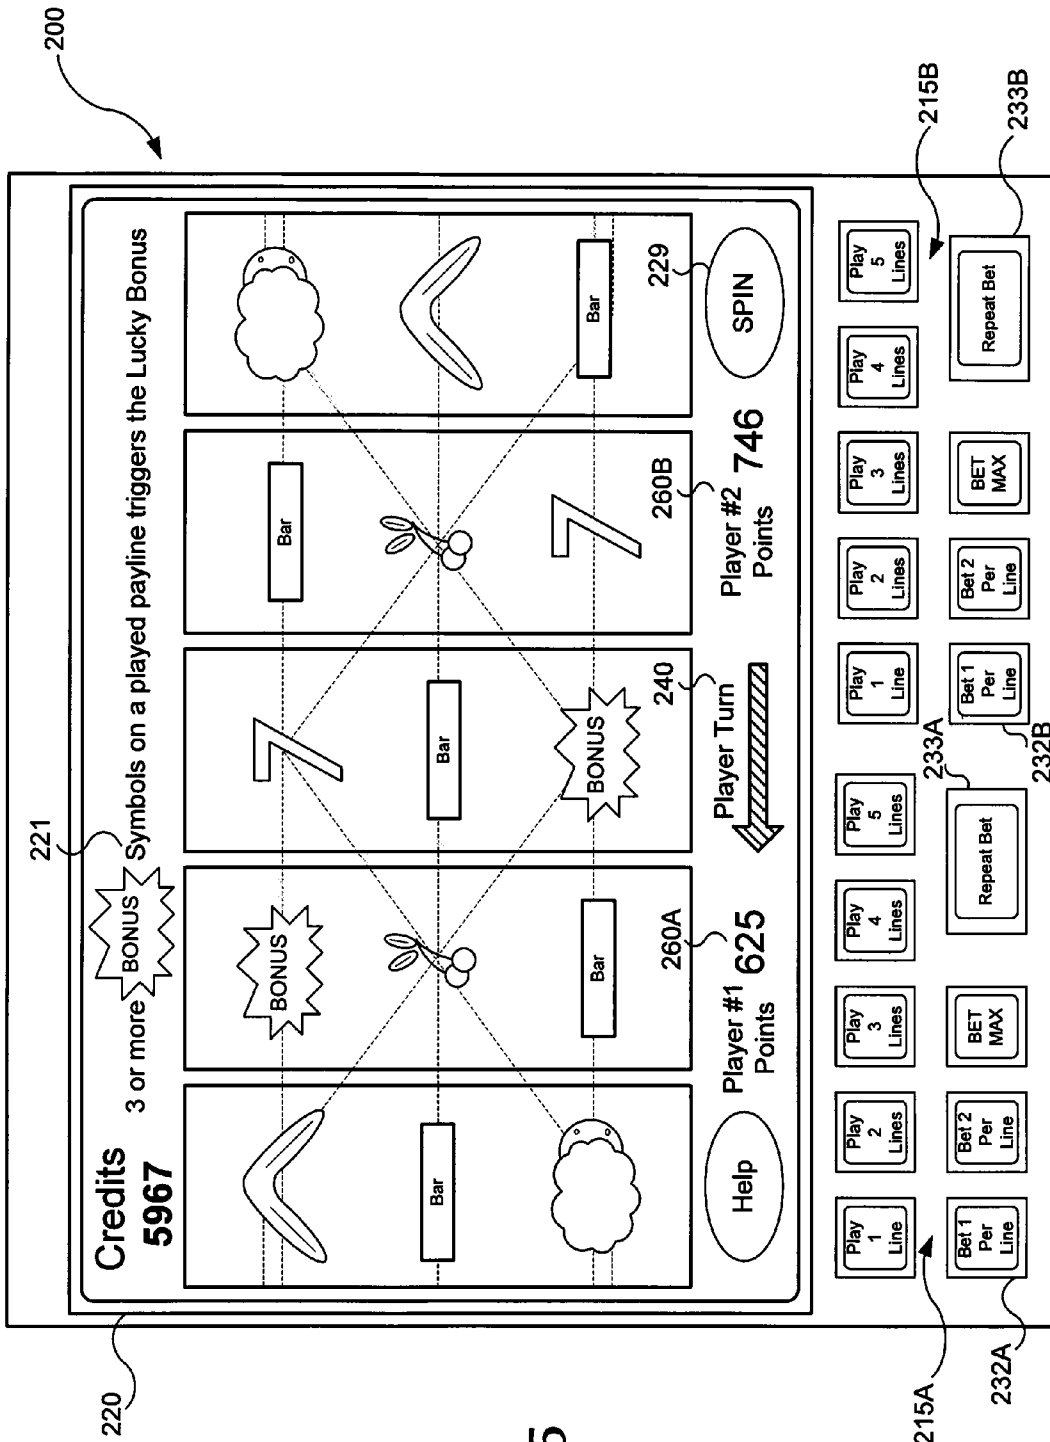 200
221
Credits
5967
3 or more BONUS Symbols on a played payline triggers the Lucky Bonus
BONUS
7
Bar
Bar
7
Bar
Bar
BONUS
Bar
7
Bar
260A
240
260B
229
Help
Player #1
Points
625
Player Turn
Player #2
Points
746
SPIN
220
Play
1
Line
Play
2
Lines
Play
3
Lines
Play
4
Lines
Play
5
Lines
Play
1
Line
Play
2
Lines
Play
3
Lines
Play
4
Lines
Play
5
Lines
215A
215B
Bet 1
Per
Line
Bet 2
Per
Line
BET
MAX
Repeat Bet
233A
Bet 1
Per
Line
Bet 2
Per
Line
BET
MAX
Repeat Bet
232A
232B
233B
5